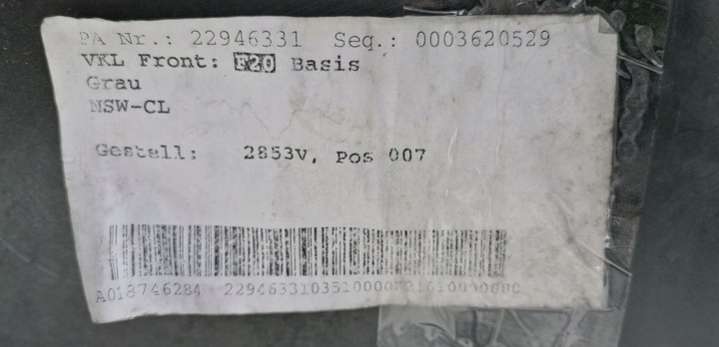 PA Nr.: 22946331 Seq.: 0003620529
VKL Front: F20 Basis
Grau
NSW-CL
Gestell: 2853V, Pos 007
A018746284